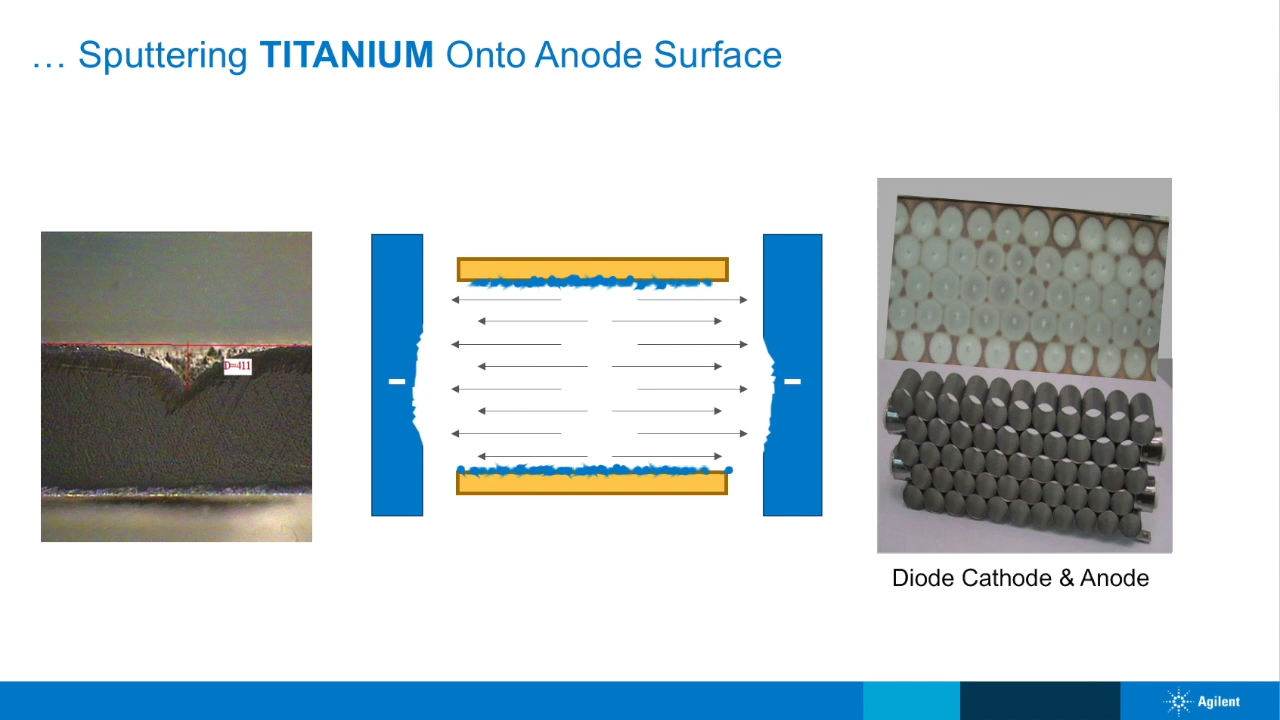 … Sputtering TITANIUM Onto Anode Surface
D=411
Diode Cathode & Anode
Agilent